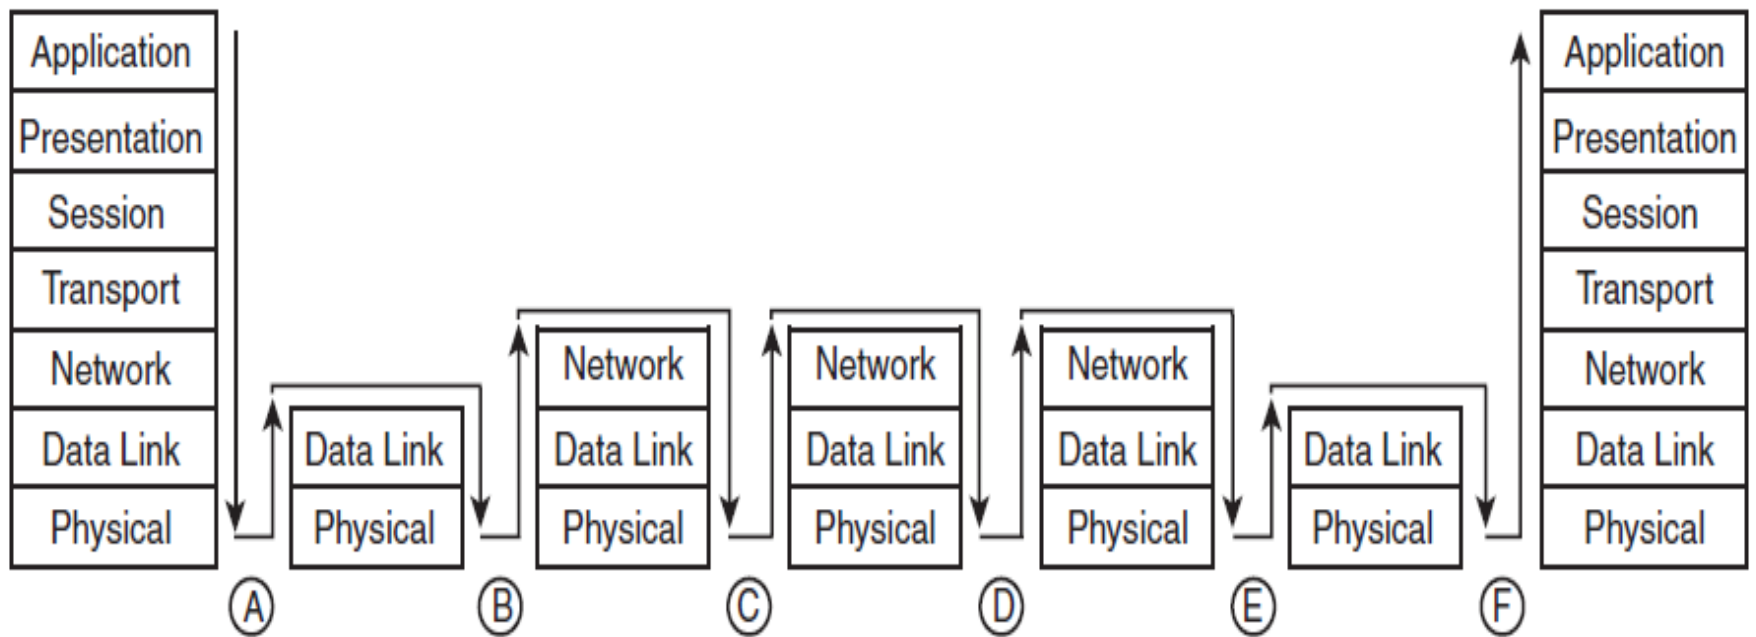 Application
Presentation
Session
Transport
Network
Data Link
Physical
Data Link
Physical
Network
Data Link
Physical
Network
Data Link
Physical
Network
Data Link
Physical
Data Link
Physical
Application
Presentation
Session
Transport
Network
Data Link
Physical
A B C D E F